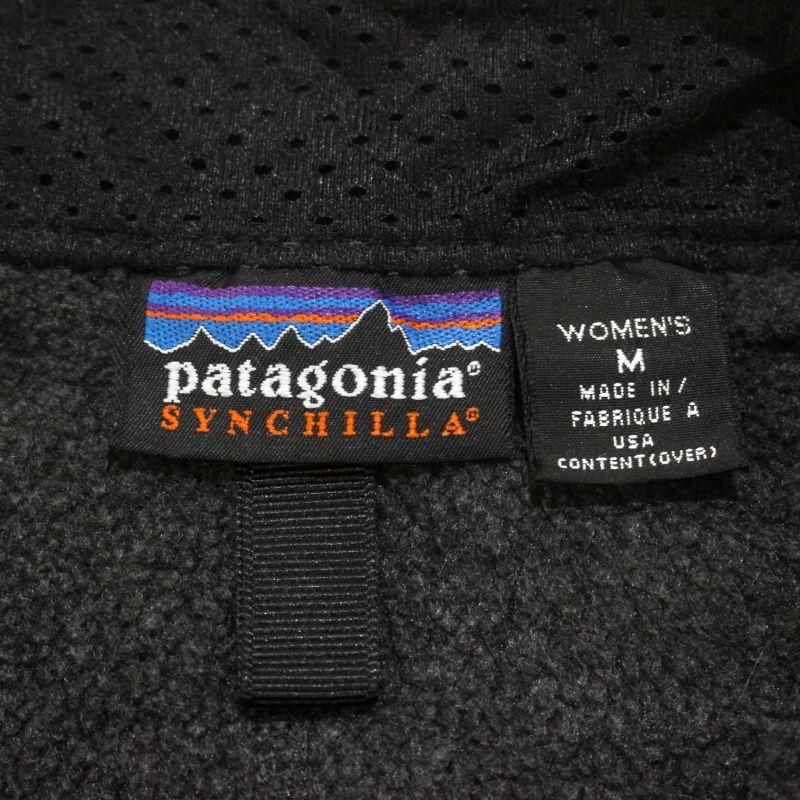 patagonia®
SYNCHILLA®
WOMEN'S
M
MADE IN/
FABRIQUE A
USA
CONTENT(OVER)